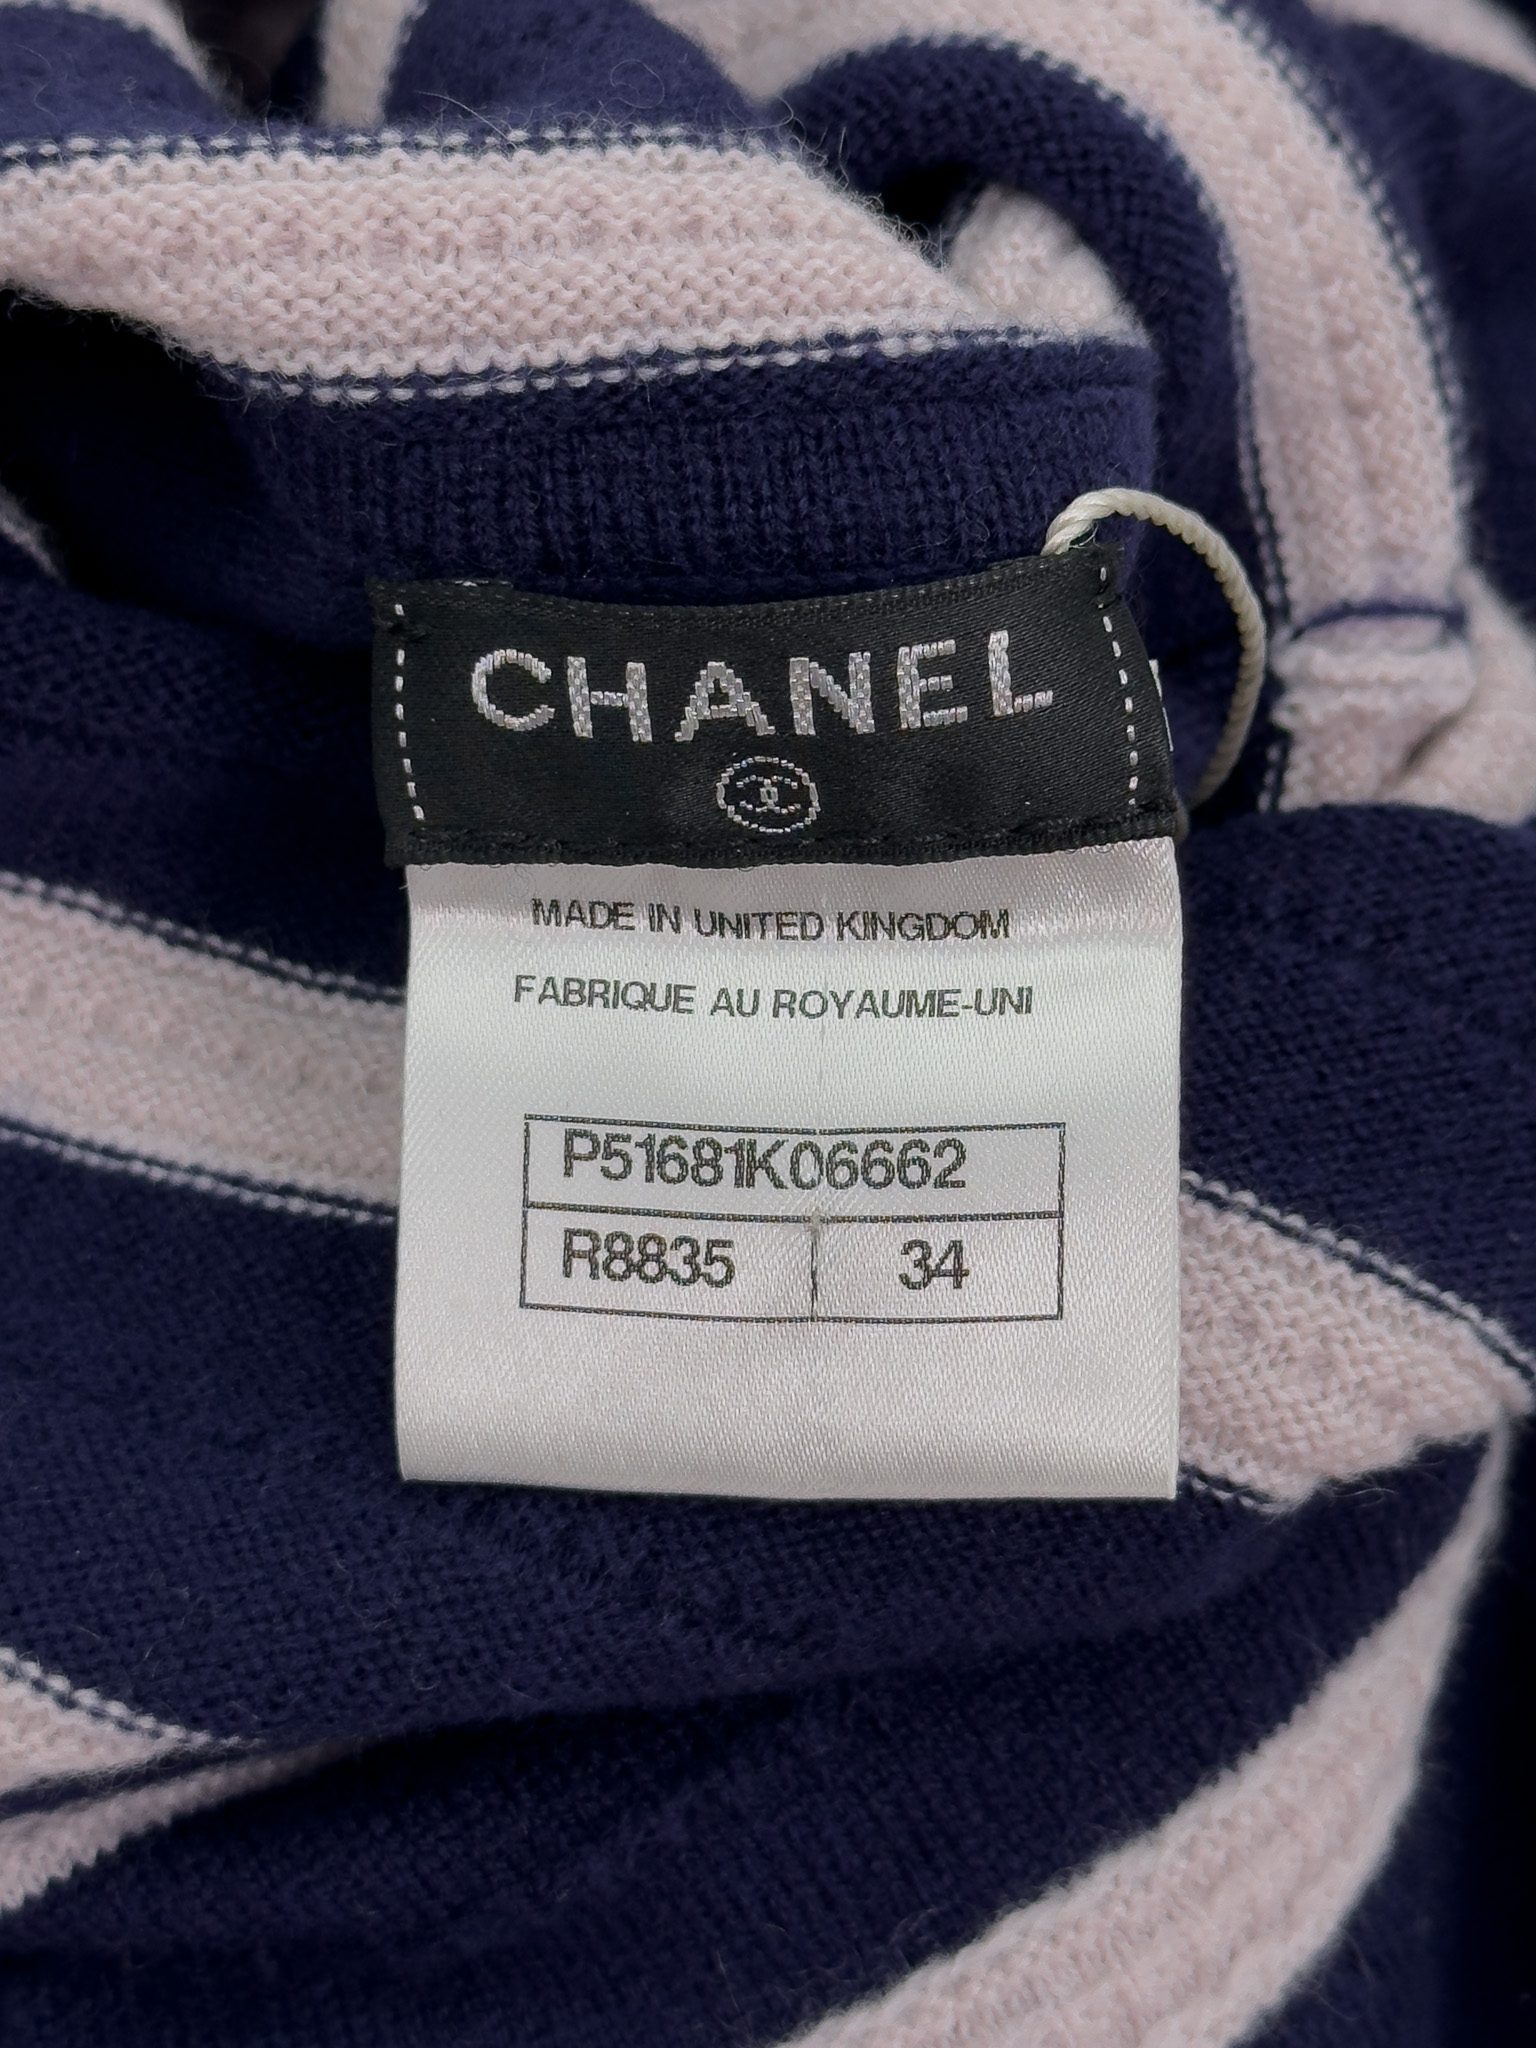 CHANEL
MADE IN UNITED KINGDOM
FABRIQUE AU ROYAUME-UNI
P51681K06662
R8835 34